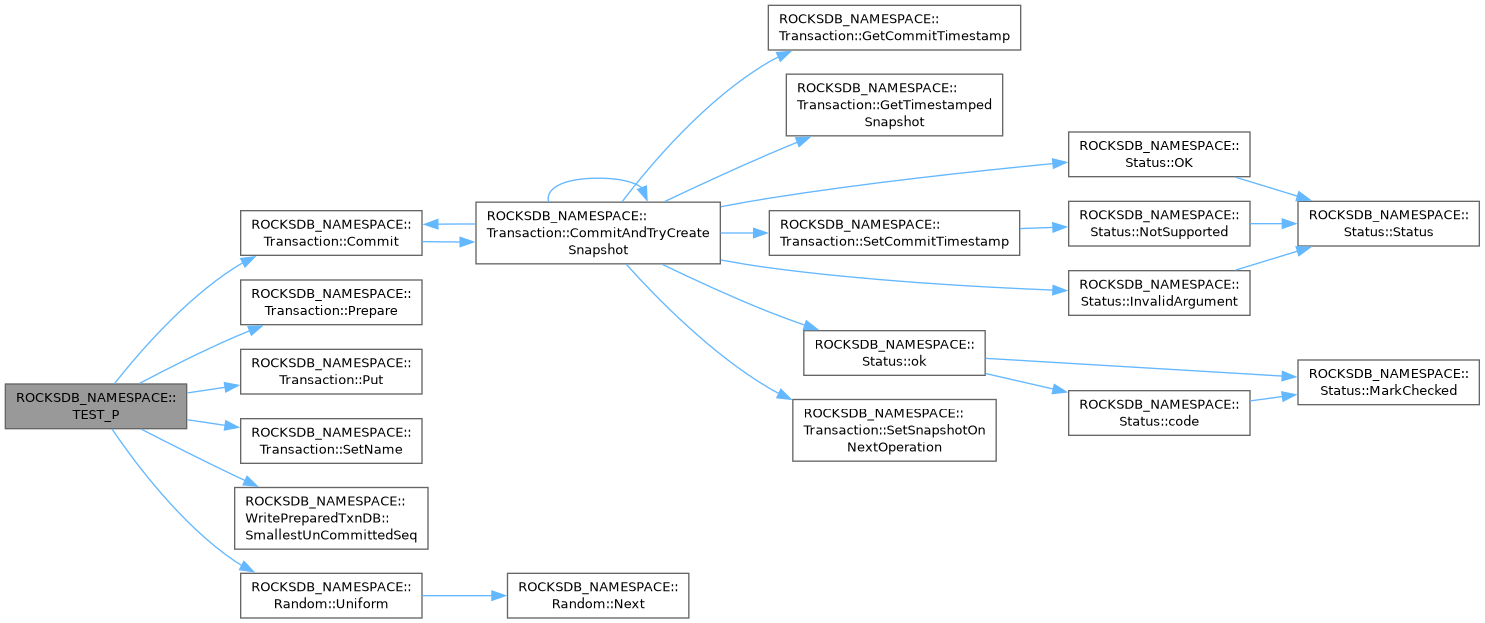 ROCKSDB_NAMESPACE::
TEST_P
ROCKSDB_NAMESPACE::
Transaction::Commit
ROCKSDB_NAMESPACE::
Transaction::Prepare
ROCKSDB_NAMESPACE::
Transaction::Put
ROCKSDB_NAMESPACE::
Transaction::SetName
ROCKSDB_NAMESPACE::
WritePreparedTxnDB::
SmallestUnCommittedSeq
ROCKSDB_NAMESPACE::
Random::Uniform
ROCKSDB_NAMESPACE::
Transaction::CommitAndTryCreate
Snapshot
ROCKSDB_NAMESPACE::
Random::Next
ROCKSDB_NAMESPACE::
Transaction::GetCommitTimestamp
ROCKSDB_NAMESPACE::
Transaction::GetTimestamped
Snapshot
ROCKSDB_NAMESPACE::
Transaction::SetCommitTimestamp
ROCKSDB_NAMESPACE::
Status::ok
ROCKSDB_NAMESPACE::
Transaction::SetSnapshotOn
NextOperation
ROCKSDB_NAMESPACE::
Status::OK
ROCKSDB_NAMESPACE::
Status::NotSupported
ROCKSDB_NAMESPACE::
Status::InvalidArgument
ROCKSDB_NAMESPACE::
Status::code
ROCKSDB_NAMESPACE::
Status::Status
ROCKSDB_NAMESPACE::
Status::MarkChecked